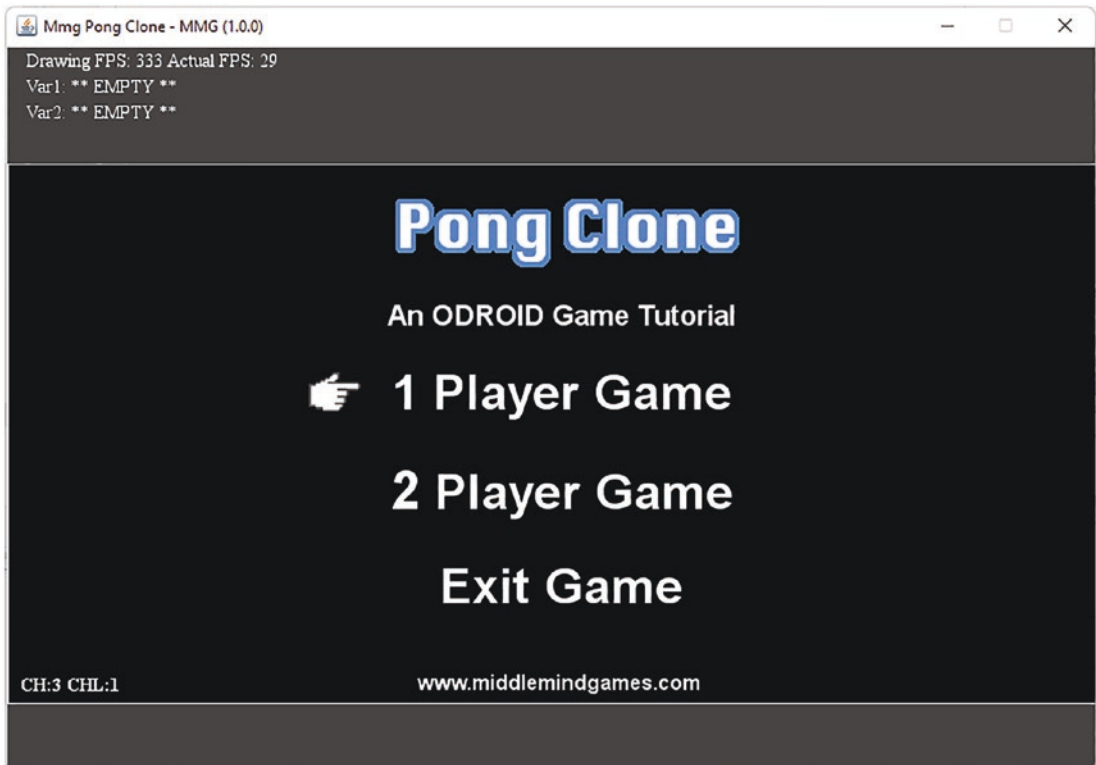 Mmg Pong Clone - MMG (1.0.0)
Drawing FPS: 333 Actual FPS: 29
Var1: ** EMPTY **
Var2: ** EMPTY **
Pong Clone
An ODROID Game Tutorial
1 Player Game
2 Player Game
Exit Game
CH:3 CHL:1
www.middlemindgames.com